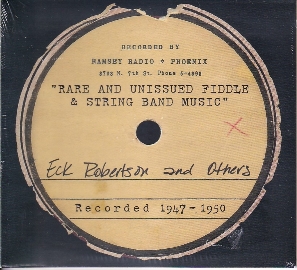 RECORDED BY
RAMSEY RADIO • PHOENIX
"RARE AND UNISSUED FIDDLE
& STRING BAND MUSIC"
Eck Robertson and Others
Recorded 1947-1950